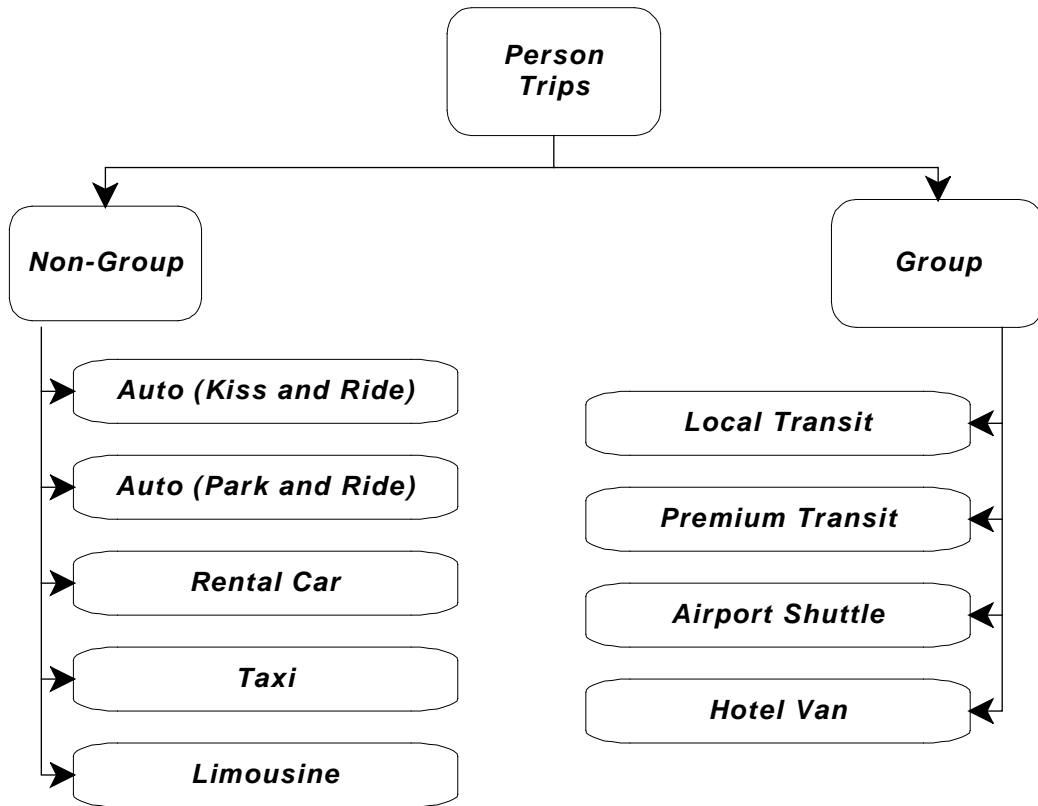 Person
Trips
Non-Group
Group
Auto (Kiss and Ride)
Auto (Park and Ride)
Rental Car
Taxi
Limousine
Local Transit
Premium Transit
Airport Shuttle
Hotel Van